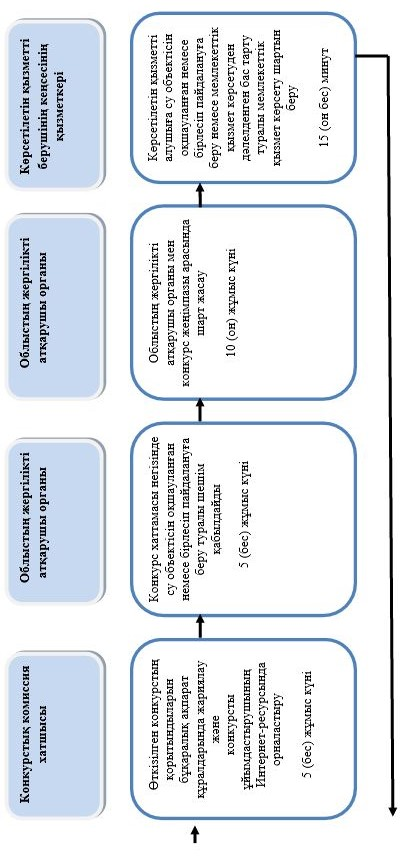 Конкурстық комиссия
хатшысы
Облыстың жергілікті
атқарушы органы
Облыстың жергілікті
атқарушы органы
Көрсетілетін қызметті
берушінің кеңсесінің
қызметкері
Өткізілген конкурстың
қорытындыларын
бұқаралық ақпарат
құралдарында жариялау
және
конкурсты
ұйымдастырушының
Интернет-ресурсында
орналастыру
5 (бес) жұмыс күні
Конкурс хаттамасы негізінде
су объектісін оқшауланған
немесе бірлесіп пайдалануға
беру туралы шешім
қабылдайды
5 (бес) жұмыс күні
Облыстың жергілікті
атқарушы органы мен
конкурс жеңімпазы арасында
шарт жасау
10 (он) жұмыс күні
Көрсетілетін қызметті
алушыға су объектісін
оқшауланған немесе
бірлесіп пайдалануға
беру немесе мемлекеттік
қызмет көрсетуден
дәлелденген бас тарту
туралы мемлекеттік
қызмет көрсету шартын
беру
15 (он бес) минут